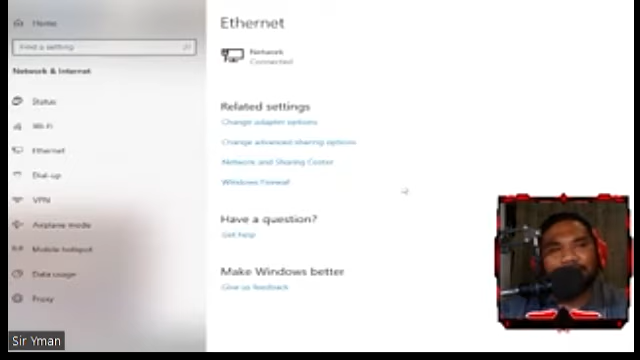 Home
Find a setting
Network & Internet
Status
Wi-Fi
Ethernet
Dial-up
VPN
Airplane mode
Mobile hotspot
Data usage
Proxy
Ethernet
Network
Connected
Related settings
Change adapter options
Change advanced sharing options
Network and Sharing Center
Windows Firewall
Have a question?
Get help
Make Windows better
Give us feedback
Sir Yman